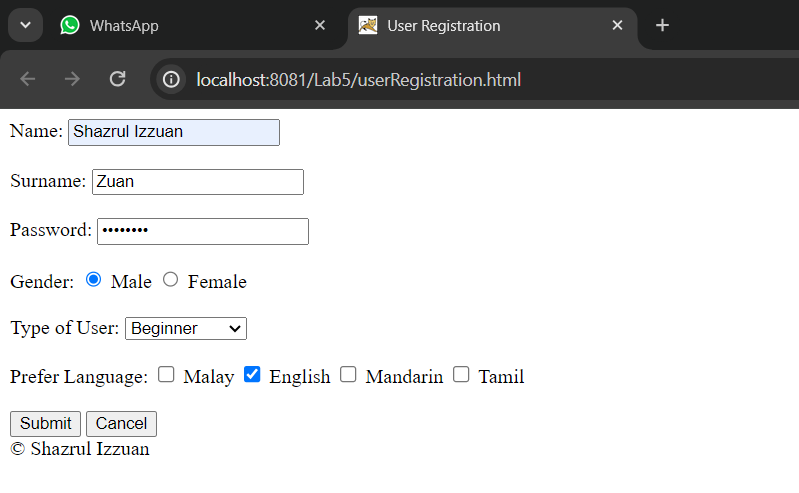 WhatsApp
User Registration
localhost:8081/Lab5/userRegistration.html
Name: Shazrul Izzuan
Surname: Zuan
Password: ••••••••
Gender: Male Female
Type of User: Beginner
Prefer Language: Malay English Mandarin Tamil
Submit Cancel
© Shazrul Izzuan